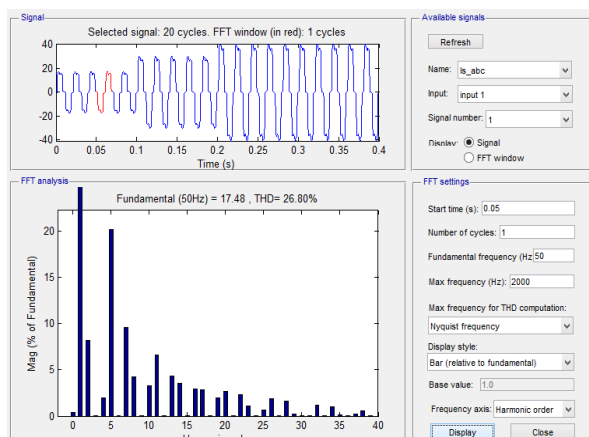 Signal
Selected signal: 20 cycles. FFT window (in red): 1 cycles
40
20
0
-20
-40
0 0.05 0.1 0.15 0.2 0.25 0.3 0.35 0.4
Time (s)
FFT analysis
Fundamental (50Hz) = 17.48 , THD= 26.80%
Mag (% of Fundamental)
20
15
10
5
0
0 5 10 15 20 25 30 35 40
Available signals
Refresh
Name: Is_abc
Input: input 1
Signal number: 1
Display: Signal
FFT window
FFT settings
Start time (s): 0.05
Number of cycles: 1
Fundamental frequency (Hz 50
Max frequency (Hz): 2000
Max frequency for THD computation:
Nyquist frequency
Display style:
Bar (relative to fundamental)
Base value: 1.0
Frequency axis: Harmonic order
Display Close